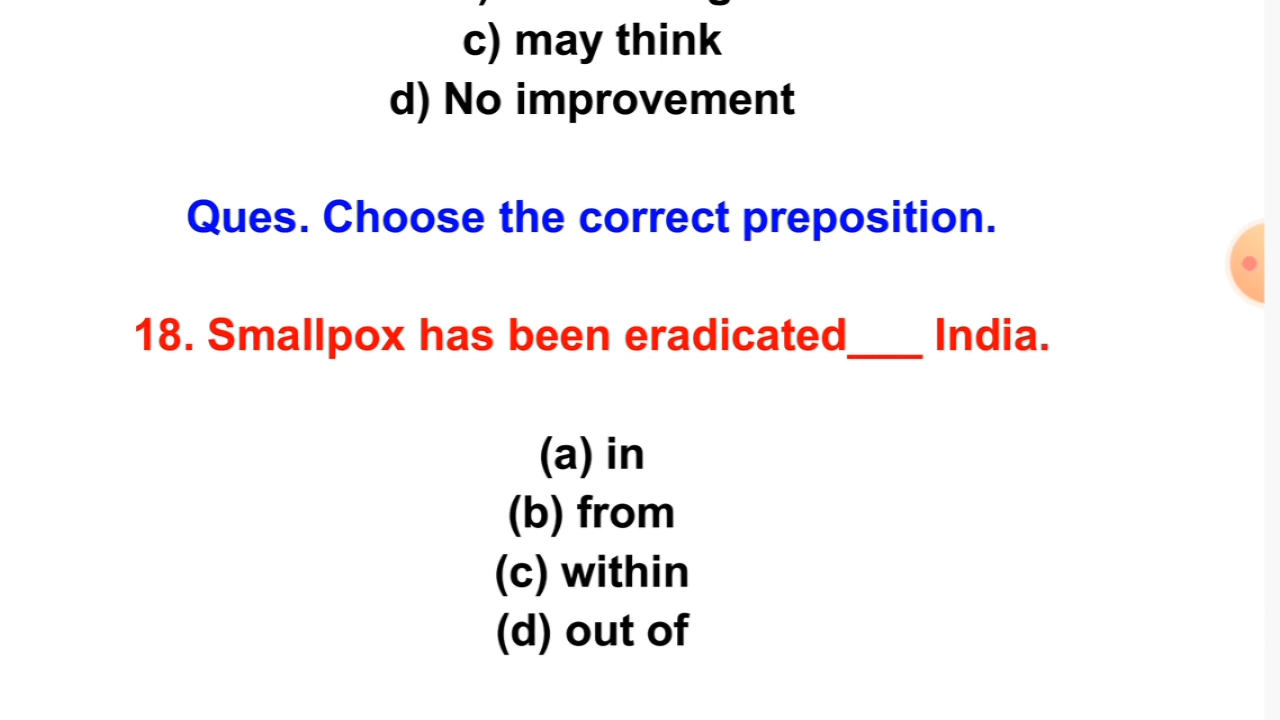 c) may think
d) No improvement
Ques. Choose the correct preposition.
18. Smallpox has been eradicated___ India.
(a) in
(b) from
(c) within
(d) out of